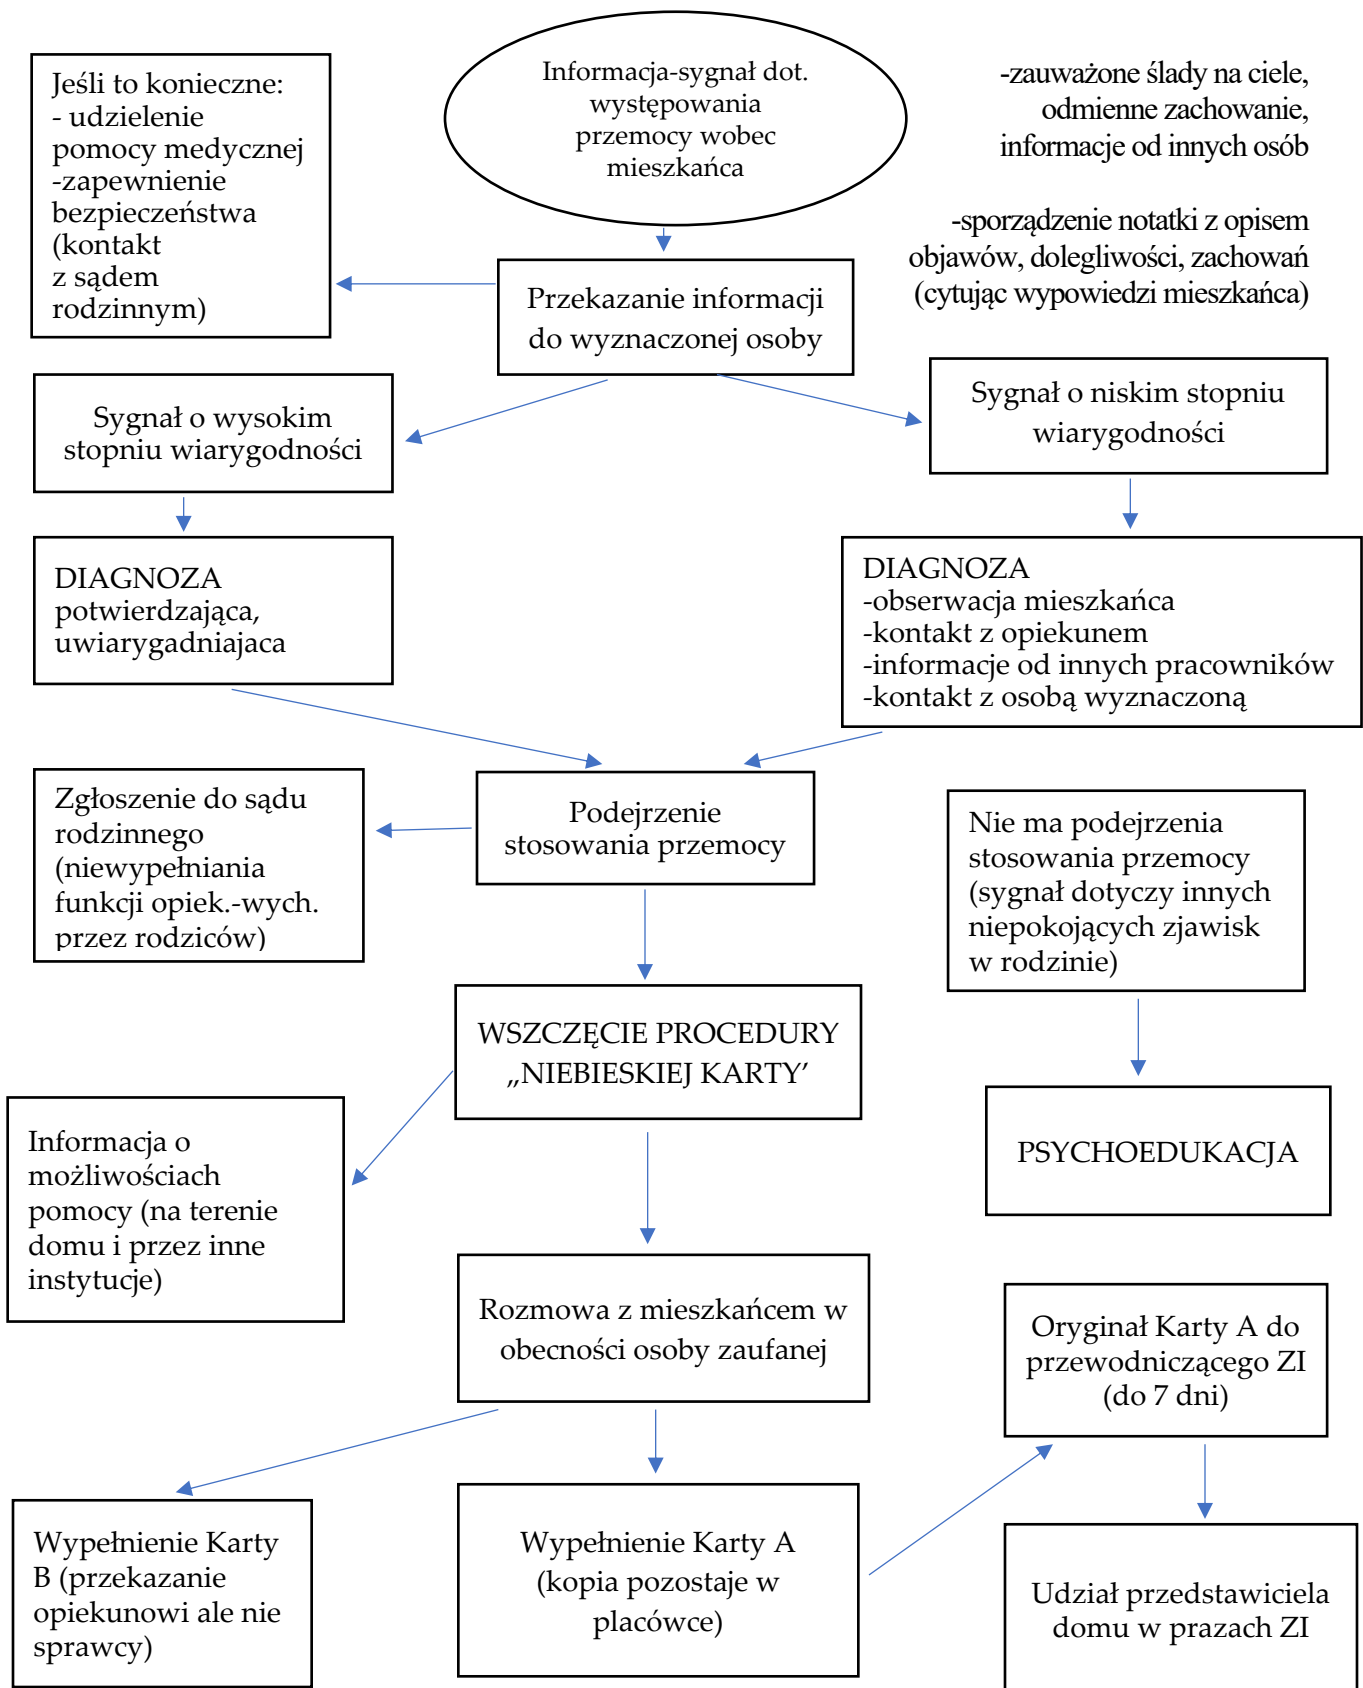 Jeśli to konieczne:
- udzielenie
pomocy medycznej
-zapewnienie
bezpieczeństwa
(kontakt
z sądem
rodzinnym)
Informacja-sygnał dot.
występowania
przemocy wobec
mieszkańca
-zauważone ślady na ciele,
odmienne zachowanie,
informacje od innych osób
-sporządzenie notatki z opisem
objawów, dolegliwości, zachowań
(cytując wypowiedzi mieszkańca)
Przekazanie informacji
do wyznaczonej osoby
Sygnał o wysokim
stopniu wiarygodności
Sygnał o niskim stopniu
wiarygodności
DIAGNOZA
potwierdzająca,
uwiarygadniajaca
DIAGNOZA
-obserwacja mieszkańca
-kontakt z opiekunem
-informacje od innych pracowników
-kontakt z osobą wyznaczoną
Zgłoszenie do sądu
rodzinnego
(niewypełniania
funkcji opiek.-wych.
przez rodziców)
Podejrzenie
stosowania przemocy
Nie ma podejrzenia
stosowania przemocy
(sygnał dotyczy innych
niepokojących zjawisk
w rodzinie)
WSZCZĘCIE PROCEDURY
„NIEBIESKIEJ KARTY’
PSYCHOEDUKACJA
Informacja o
możliwościach
pomocy (na terenie
domu i przez inne
instytucje)
Rozmowa z mieszkańcem w
obecności osoby zaufanej
Oryginał Karty A do
przewodniczącego ZI
(do 7 dni)
Wypełnienie Karty
B (przekazanie
opiekunowi ale nie
sprawcy)
Wypełnienie Karty A
(kopia pozostaje w
placówce)
Udział przedstawiciela
domu w prazach ZI